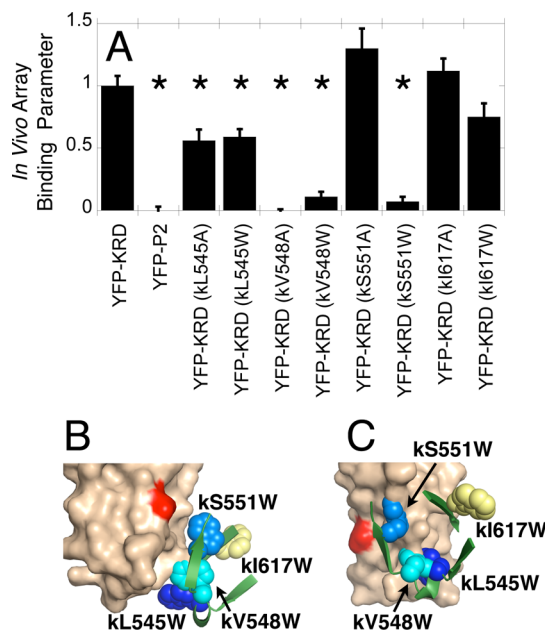 A
In Vivo Array
Binding Parameter
1.5
1
0.5
0
* * * * * *
YFP-KRD
YFP-P2
YFP-KRD (kL545A)
YFP-KRD (kL545W)
YFP-KRD (kV548A)
YFP-KRD (kV548W)
YFP-KRD (kS551A)
YFP-KRD (kS551W)
YFP-KRD (kI617A)
YFP-KRD (kI617W)
B
kS551W
kI617W
kL545W
kV548W
C
kS551W
kI617W
kL545W
kV548W